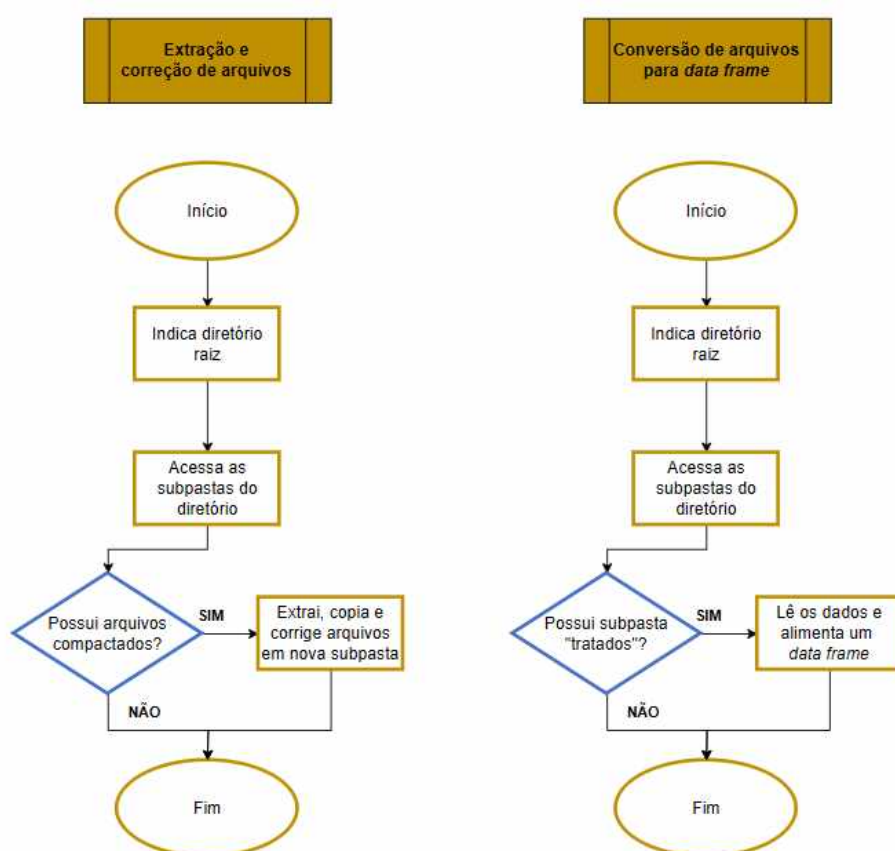 Extração e
correção de arquivos
Início
Indica diretório
raiz
Acessa as
subpastas do
diretório
Possui arquivos
compactados?
SIM
Extrai, copia e
corrige arquivos
em nova subpasta
NÃO
Fim
Conversão de arquivos
para data frame
Início
Indica diretório
raiz
Acessa as
subpastas do
diretório
Possui subpasta
"tratados"?
SIM
Lê os dados e
alimenta um
data frame
NÃO
Fim